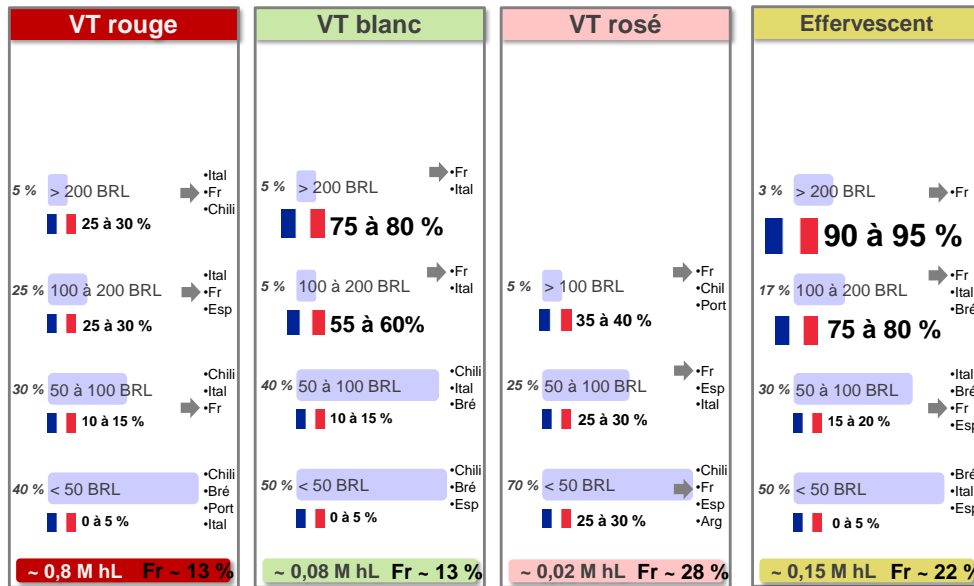 VT rouge
5 % > 200 BRL
•Ital
•Fr
•Chili
25 à 30 %
25 % 100 à 200 BRL
•Ital
•Fr
•Esp
25 à 30 %
30 % 50 à 100 BRL
•Chili
•Ital
•Fr
10 à 15 %
40 % < 50 BRL
•Chili
•Bré
•Port
•Ital
0 à 5 %
~ 0,8 M hL Fr ~ 13 %
VT blanc
5 % > 200 BRL
•Fr
•Ital
75 à 80 %
5 % 100 à 200 BRL
•Fr
•Ital
55 à 60%
40 % 50 à 100 BRL
•Chili
•Ital
•Bré
10 à 15 %
50 % < 50 BRL
•Chili
•Bré
•Esp
0 à 5 %
~ 0,08 M hL Fr ~ 13 %
VT rosé
5 % > 100 BRL
•Fr
•Chil
•Port
35 à 40 %
25 % 50 à 100 BRL
•Fr
•Esp
•Ital
25 à 30 %
70 % < 50 BRL
•Chili
•Fr
•Esp
•Arg
25 à 30 %
~ 0,02 M hL Fr ~ 28 %
Effervescent
3 % > 200 BRL
•Fr
90 à 95 %
17 % 100 à 200 BRL
•Fr
•Ital
•Bré
75 à 80 %
30 % 50 à 100 BRL
•Ital
•Bré
•Fr
•Esp
15 à 20 %
50 % < 50 BRL
•Bré
•Ital
•Esp
0 à 5 %
~ 0,15 M hL Fr ~ 22 %